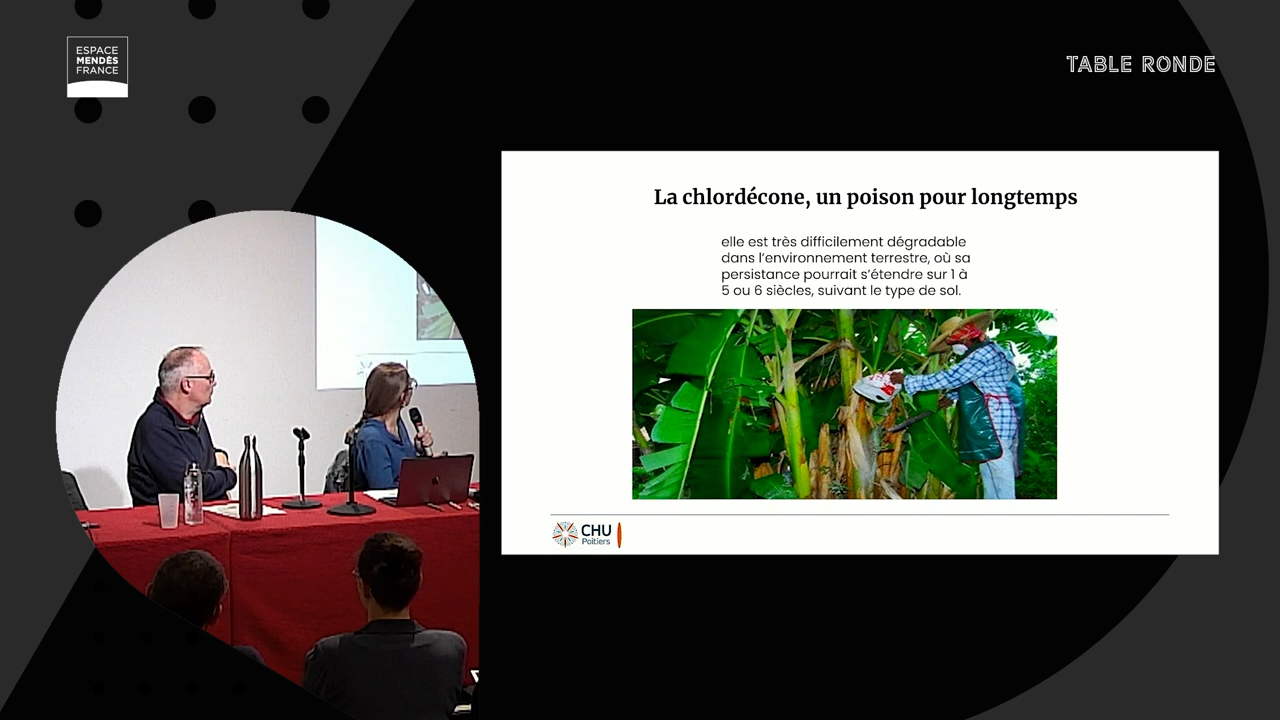 ESPACE
MENDÈS
FRANCE
TABLE RONDE
La chlordécone, un poison pour longtemps
elle est très difficilement dégradable
dans l’environnement terrestre, où sa
persistance pourrait s’étendre sur 1 à
5 ou 6 siècles, suivant le type de sol.
CHU
Poitiers